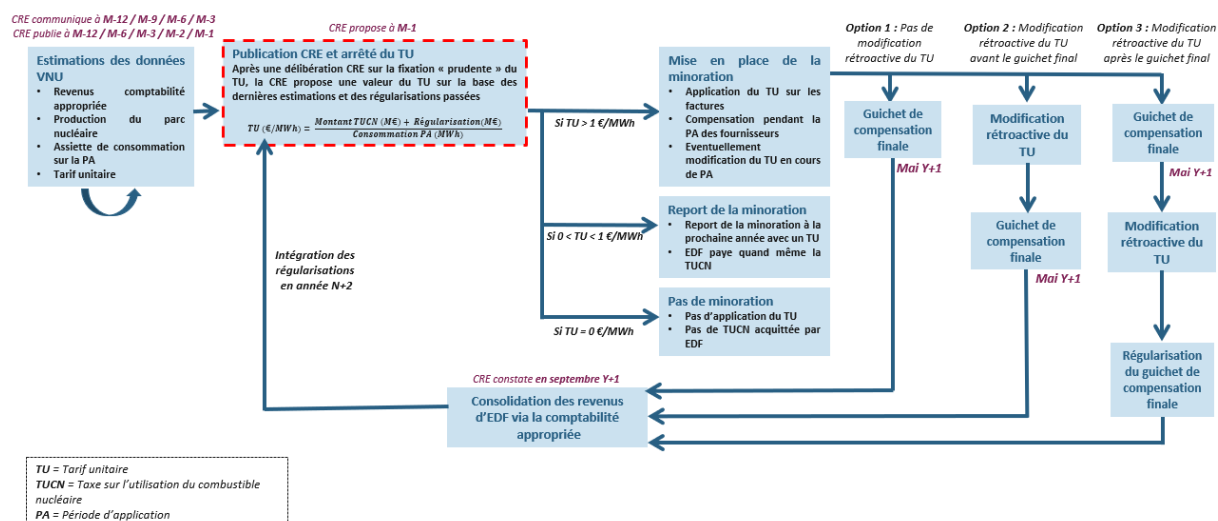 CRE communique à M-12 / M-9 / M-6 / M-3
CRE publie à M-12 / M-6 / M-3 / M-2 / M-1
Estimations des données
VNU
• Revenus comptabilité
appropriée
• Production du parc
nucléaire
• Assiette de consommation
sur la PA
• Tarif unitaire
CRE propose à M-1
Publication CRE et arrêté du TU
Après une délibération CRE sur la fixation « prudente » du
TU, la CRE propose une valeur du TU sur la base des
dernières estimations et des régularisations passées
TU (€/MWh) = Montant TUCN (M€) + Régularisation(M€)
Consommation PA (MWh)
Si TU > 1 €/MWh
Si 0 < TU < 1 €/MWh
Si TU = 0 €/MWh
Mise en place de la
minoration
• Application du TU sur les
factures
• Compensation pendant la
PA des fournisseurs
• Eventuellement
modification du TU en cours
de PA
Report de la minoration
• Report de la minoration à la
prochaine année avec un TU
• EDF paye quand même la
TUCN
Pas de minoration
• Pas d'application du TU
• Pas de TUCN acquittée par
EDF
Option 1 : Pas de
modification
rétroactive du TU
Guichet de
compensation
finale
Mai Y+1
Option 2 : Modification
rétroactive du TU
avant le guichet final
Modification
rétroactive du
TU
Guichet de
compensation
finale
Mai Y+1
Option 3 : Modification
rétroactive du TU
après le guichet final
Guichet de
compensation
finale
Mai Y+1
Modification
rétroactive du
TU
Régularisation
du guichet de
compensation
finale
Intégration des
régularisations
en année N+2
CRE constate en septembre Y+1
Consolidation des revenus
d'EDF via la comptabilité
appropriée
TU = Tarif unitaire
TUCN = Taxe sur l'utilisation du combustible
nucléaire
PA = Période d'application